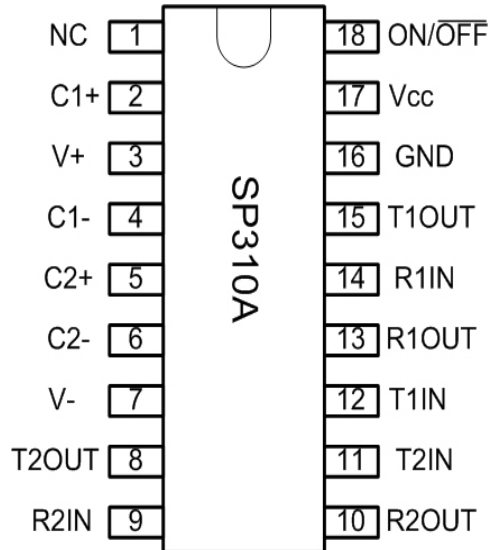 NC 1 18 ON/OFF
C1+ 2 17 Vcc
V+ 3 16 GND
C1- 4 15 T1OUT
C2+ 5 14 R1IN
C2- 6 13 R1OUT
V- 7 12 T1IN
T2OUT 8 11 T2IN
R2IN 9 10 R2OUT
SP310A